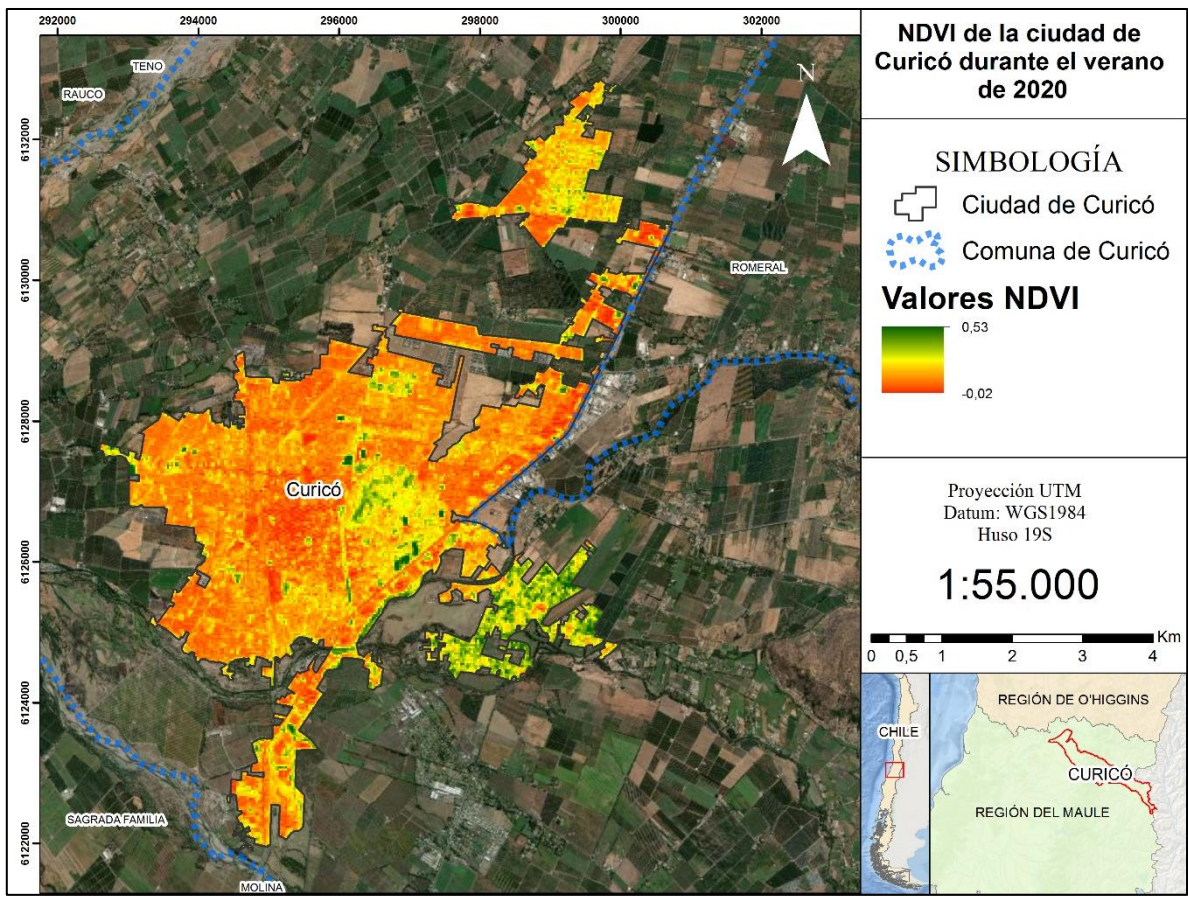 292000
294000
296000
298000
300000
302000
6132000
6130000
6128000
6126000
6124000
6122000
TENO
RAUCO
N
ROMERAL
Curicó
SAGRADA FAMILIA
MOLINA
NDVI de la ciudad de
Curicó durante el verano
de 2020
SIMBOLOGÍA
Ciudad de Curicó
Comuna de Curicó
Valores NDVI
0,53
-0,02
Proyección UTM
Datum: WGS1984
Huso 19S
1:55.000
Km
0 0,5 1 2 3 4
CHILE
REGIÓN DE O'HIGGINS
CURICÓ
REGIÓN DEL MAULE